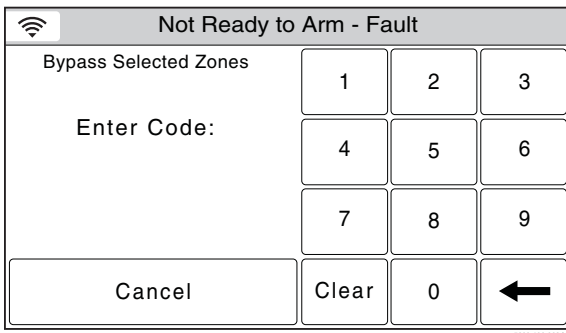 Not Ready to Arm - Fault
Bypass Selected Zones
Enter Code:
1 2 3
4 5 6
7 8 9
Cancel Clear 0